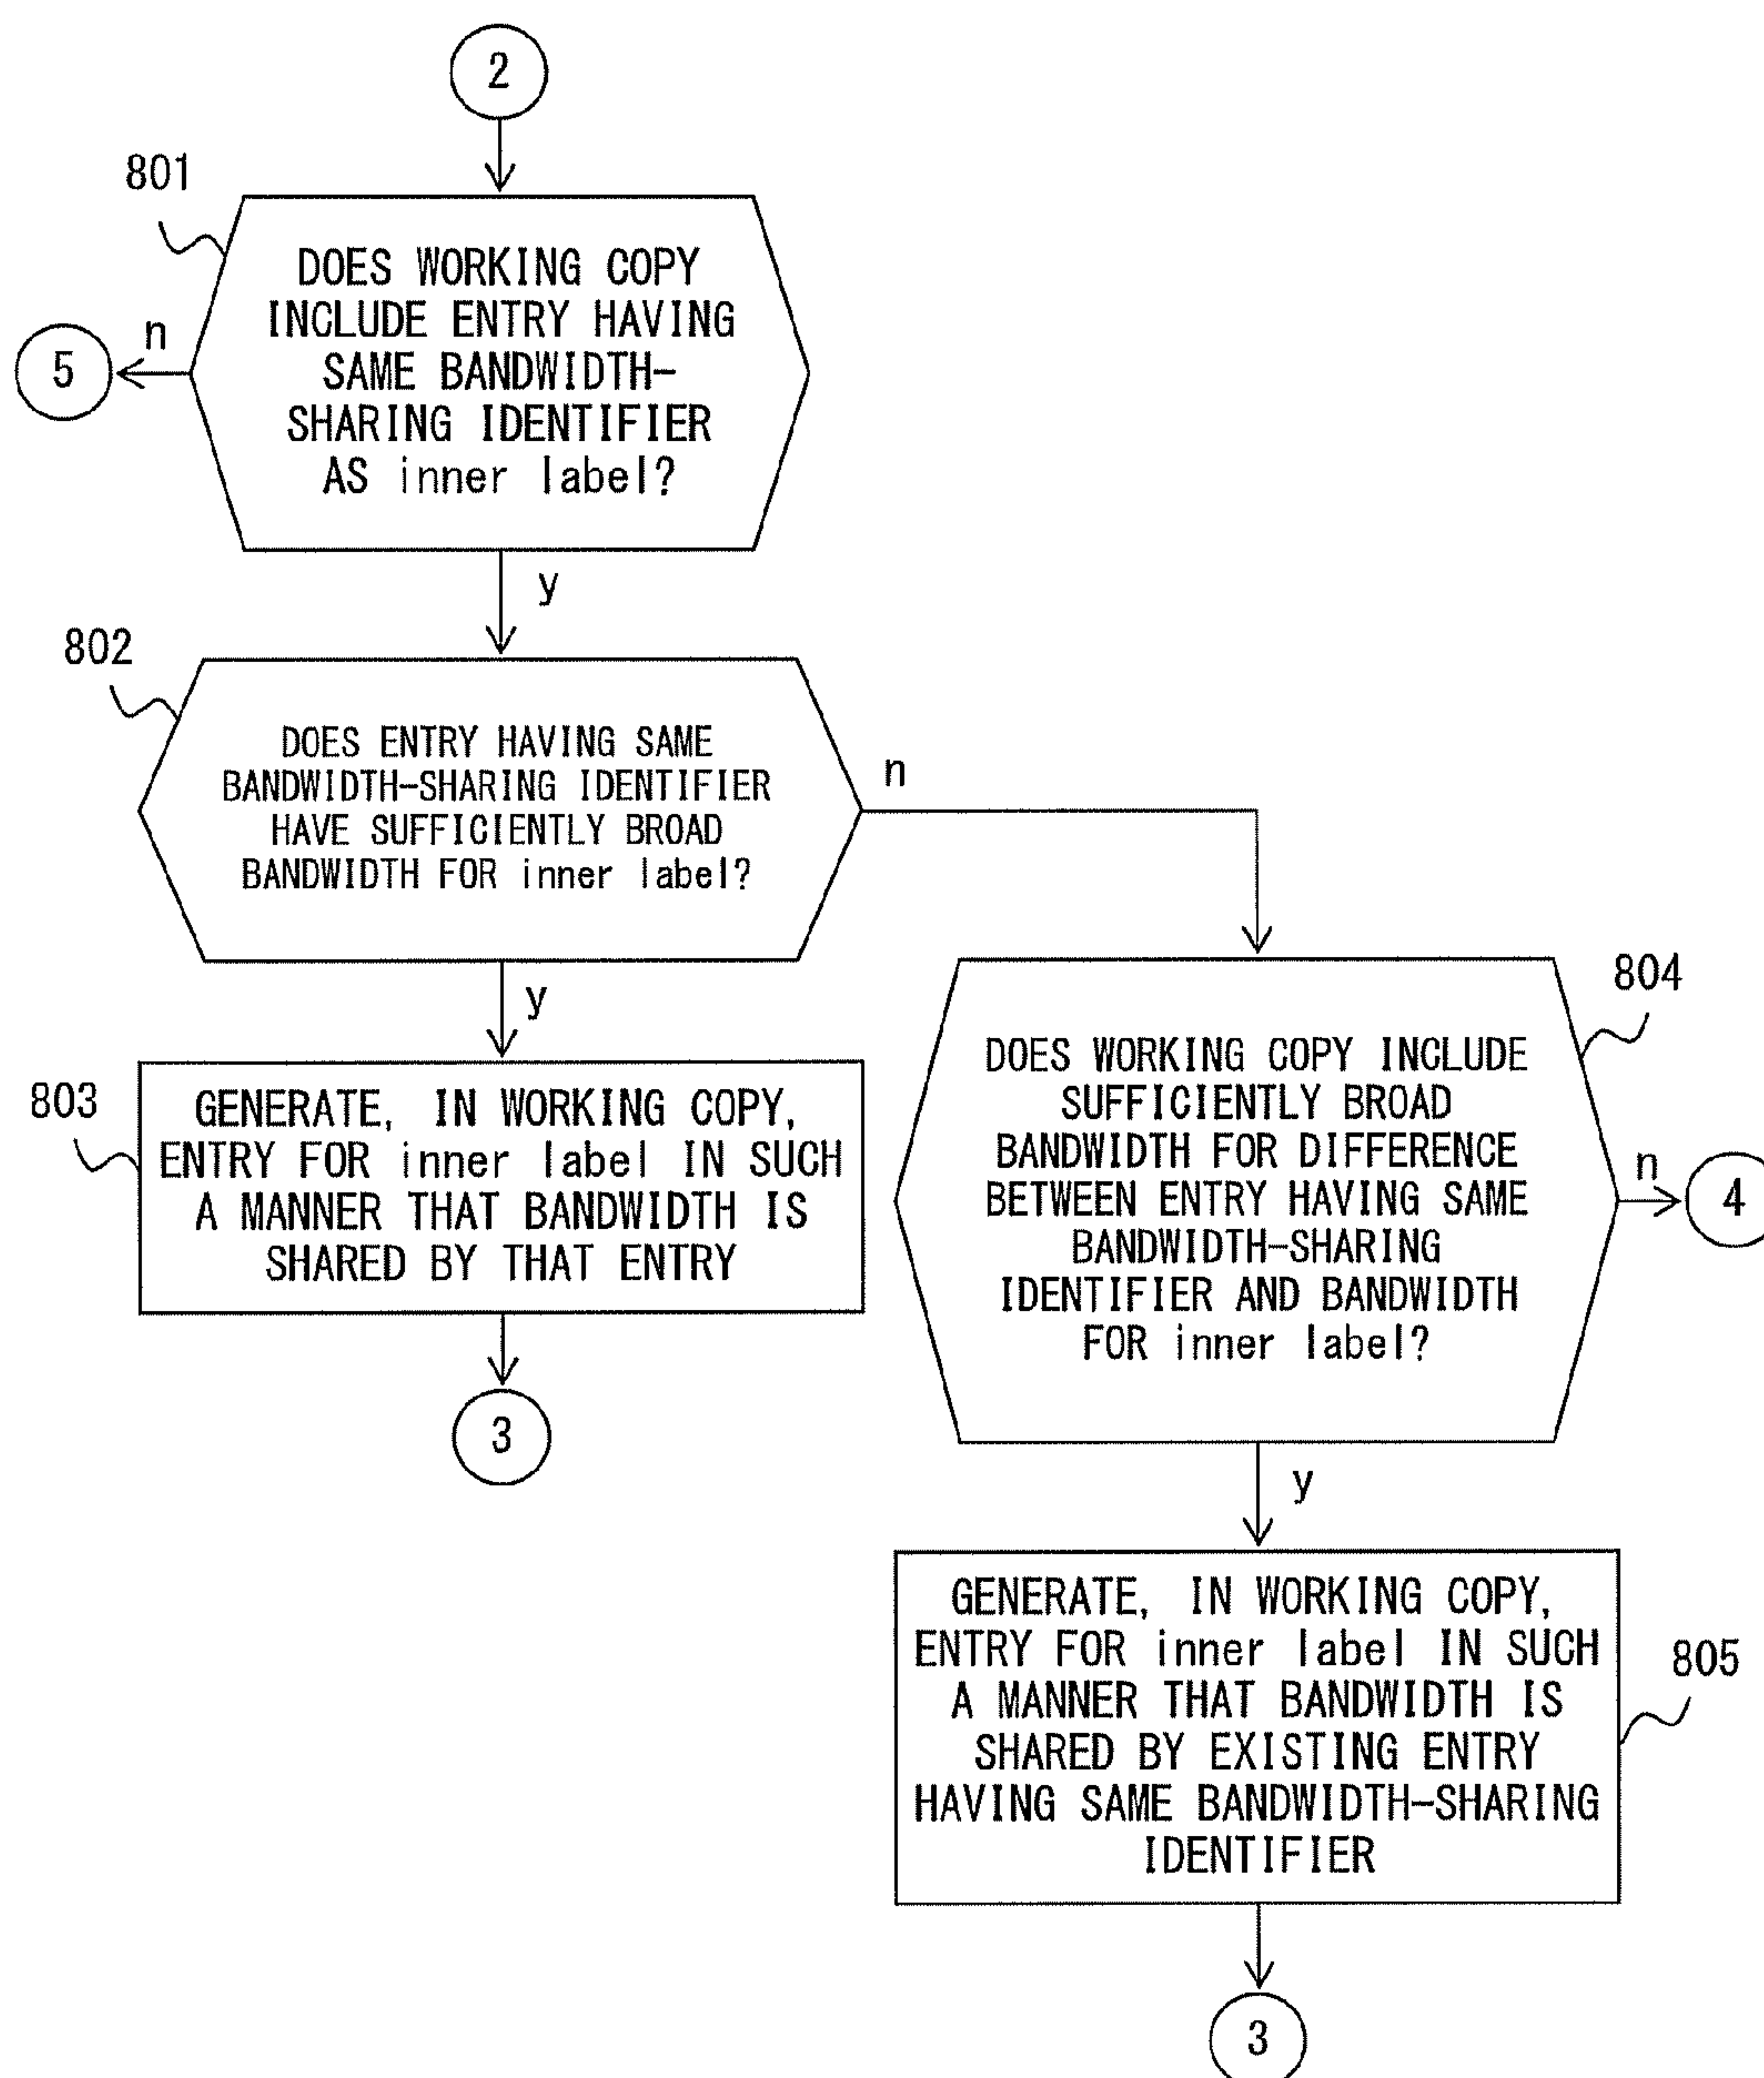 2
801
DOES WORKING COPY
INCLUDE ENTRY HAVING
SAME BANDWIDTH-
SHARING IDENTIFIER
AS inner label?
n
5
y
802
DOES ENTRY HAVING SAME
BANDWIDTH-SHARING IDENTIFIER
HAVE SUFFICIENTLY BROAD
BANDWIDTH FOR inner label?
n
y
803
GENERATE, IN WORKING COPY,
ENTRY FOR inner label IN SUCH
A MANNER THAT BANDWIDTH IS
SHARED BY THAT ENTRY
3
804
DOES WORKING COPY INCLUDE
SUFFICIENTLY BROAD
BANDWIDTH FOR DIFFERENCE
BETWEEN ENTRY HAVING SAME
BANDWIDTH-SHARING
IDENTIFIER AND BANDWIDTH
FOR inner label?
n
4
y
805
GENERATE, IN WORKING COPY,
ENTRY FOR inner label IN SUCH
A MANNER THAT BANDWIDTH IS
SHARED BY EXISTING ENTRY
HAVING SAME BANDWIDTH-SHARING
IDENTIFIER
3